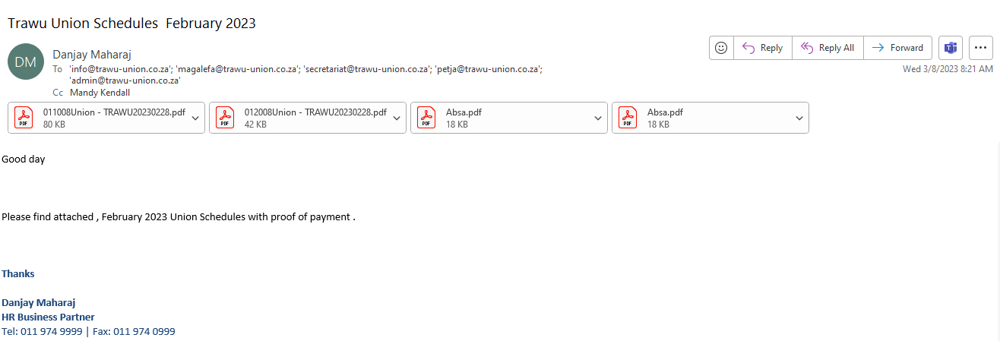 Trawu Union Schedules  February 2023
DM
Danjay Maharaj
To 'info@trawu-union.co.za'; 'magalefa@trawu-union.co.za'; 'secretariat@trawu-union.co.za'; 'petja@trawu-union.co.za';
'admin@trawu-union.co.za'
Cc Mandy Kendall
Reply
Reply All
Forward
Wed 3/8/2023 8:21 AM
PDF
011008Union - TRAWU20230228.pdf
80 KB
PDF
012008Union - TRAWU20230228.pdf
42 KB
PDF
Absa.pdf
18 KB
PDF
Absa.pdf
18 KB
Good day
Please find attached , February 2023 Union Schedules with proof of payment .
Thanks
Danjay Maharaj
HR Business Partner
Tel: 011 974 9999 | Fax: 011 974 0999